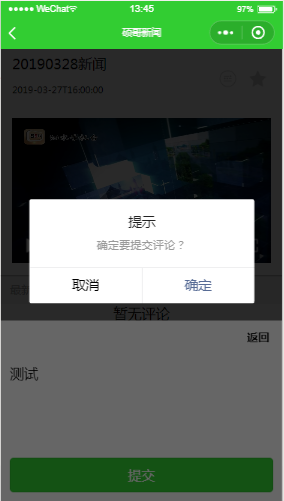 WeChat
13:45
97%
硕哥新闻
20190328新闻
2019-03-27T16:00:00
提示
确定要提交评论？
取消
确定
暂无评论
返回
测试
提交